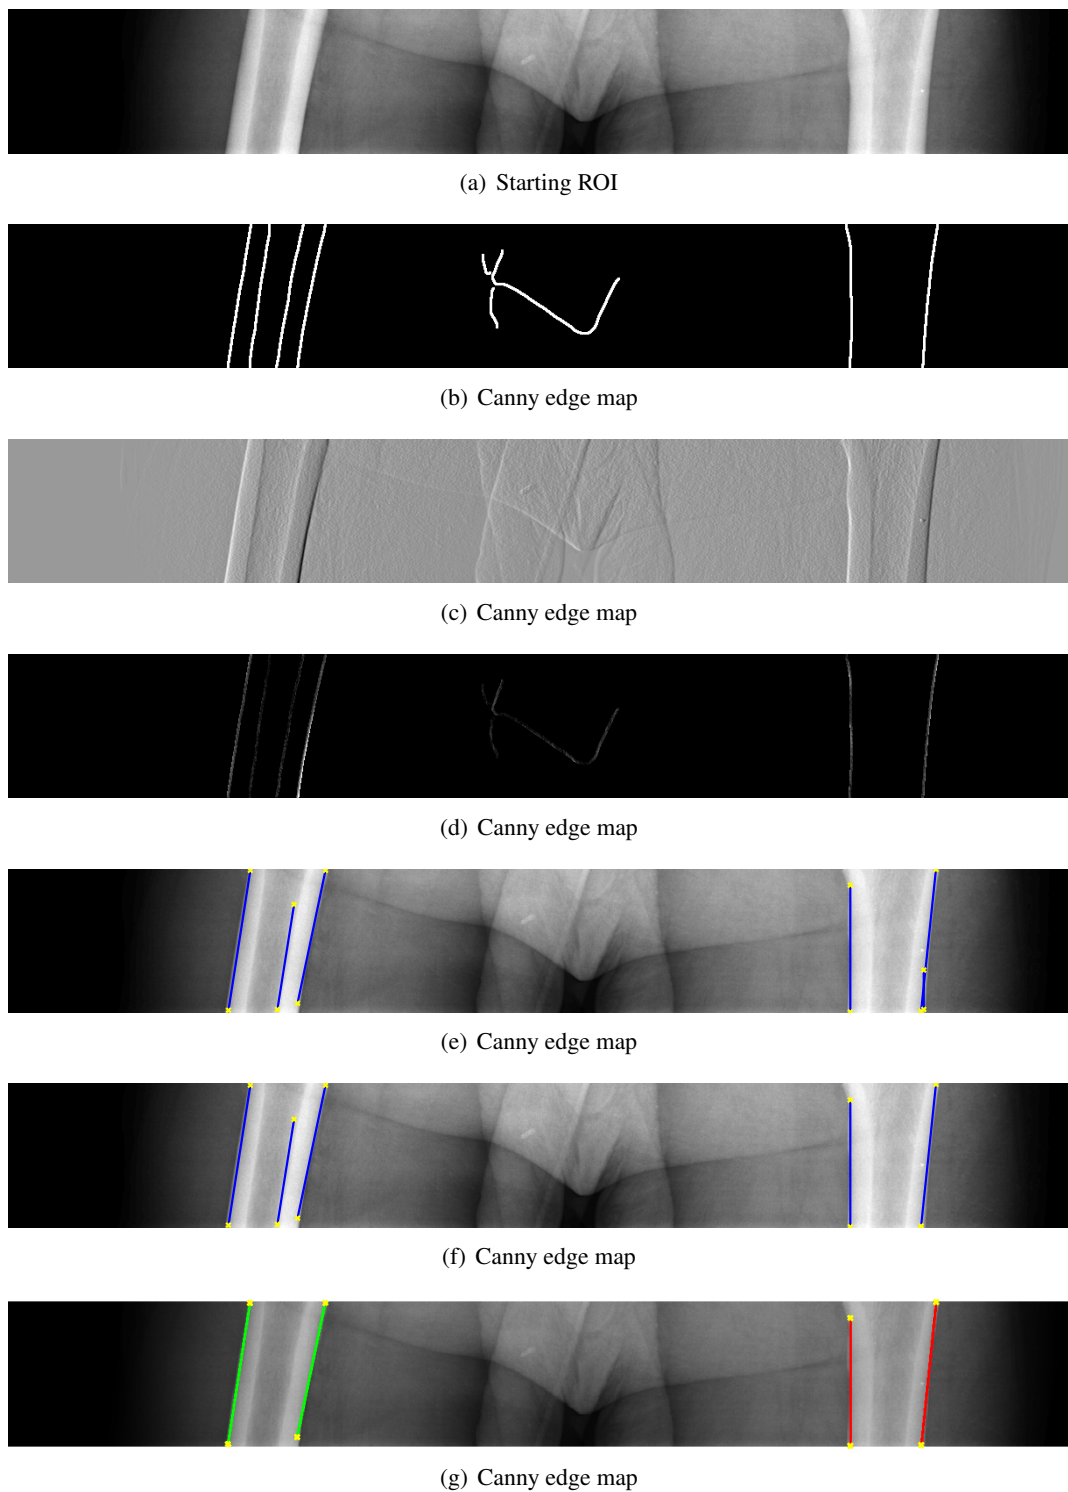 (a) Starting ROI
(b) Canny edge map
(c) Canny edge map
(d) Canny edge map
(e) Canny edge map
(f) Canny edge map
(g) Canny edge map